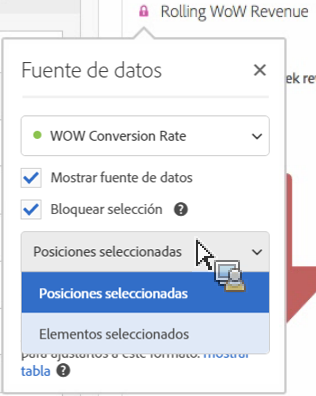 Rolling WoW Revenue
Fuente de datos
ek re
WOW Conversion Rate
Mostrar fuente de datos
Bloquear selección
Posiciones seleccionadas
Posiciones seleccionadas
Elementos seleccionados
para ajustarlos a este formato. mostrar
tabla